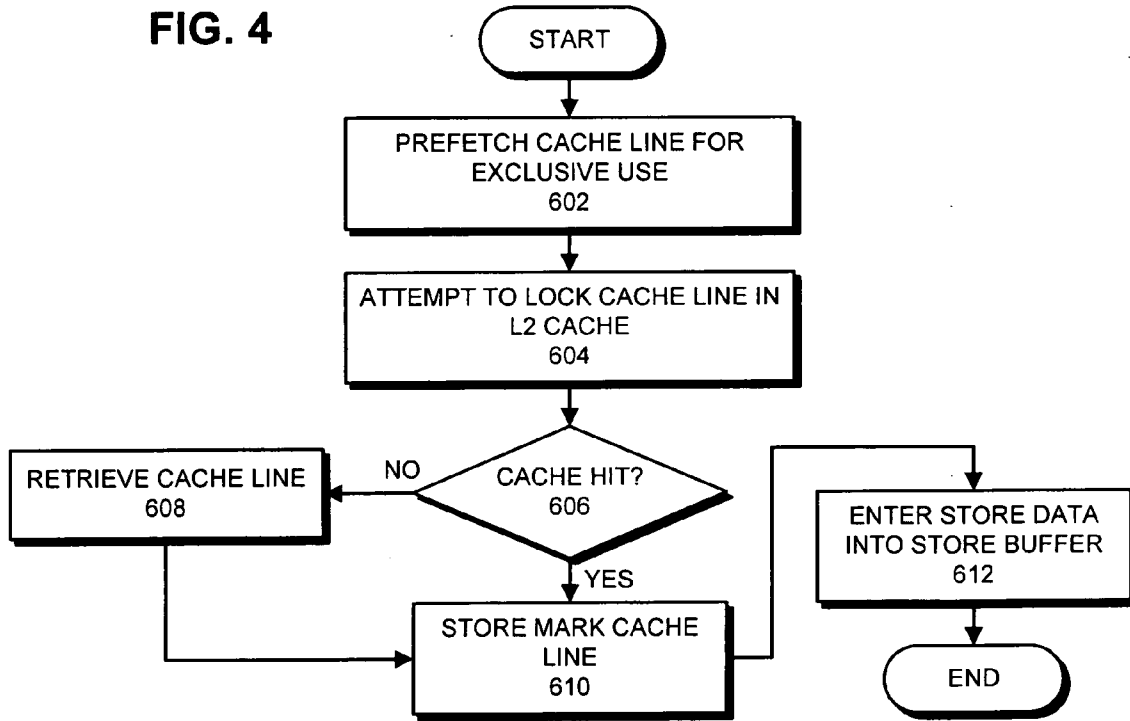 FIG. 4
START
PREFETCH CACHE LINE FOR
EXCLUSIVE USE
602
ATTEMPT TO LOCK CACHE LINE IN
L2 CACHE
604
CACHE HIT?
606
NO
RETRIEVE CACHE LINE
608
YES
STORE MARK CACHE
LINE
610
ENTER STORE DATA
INTO STORE BUFFER
612
END